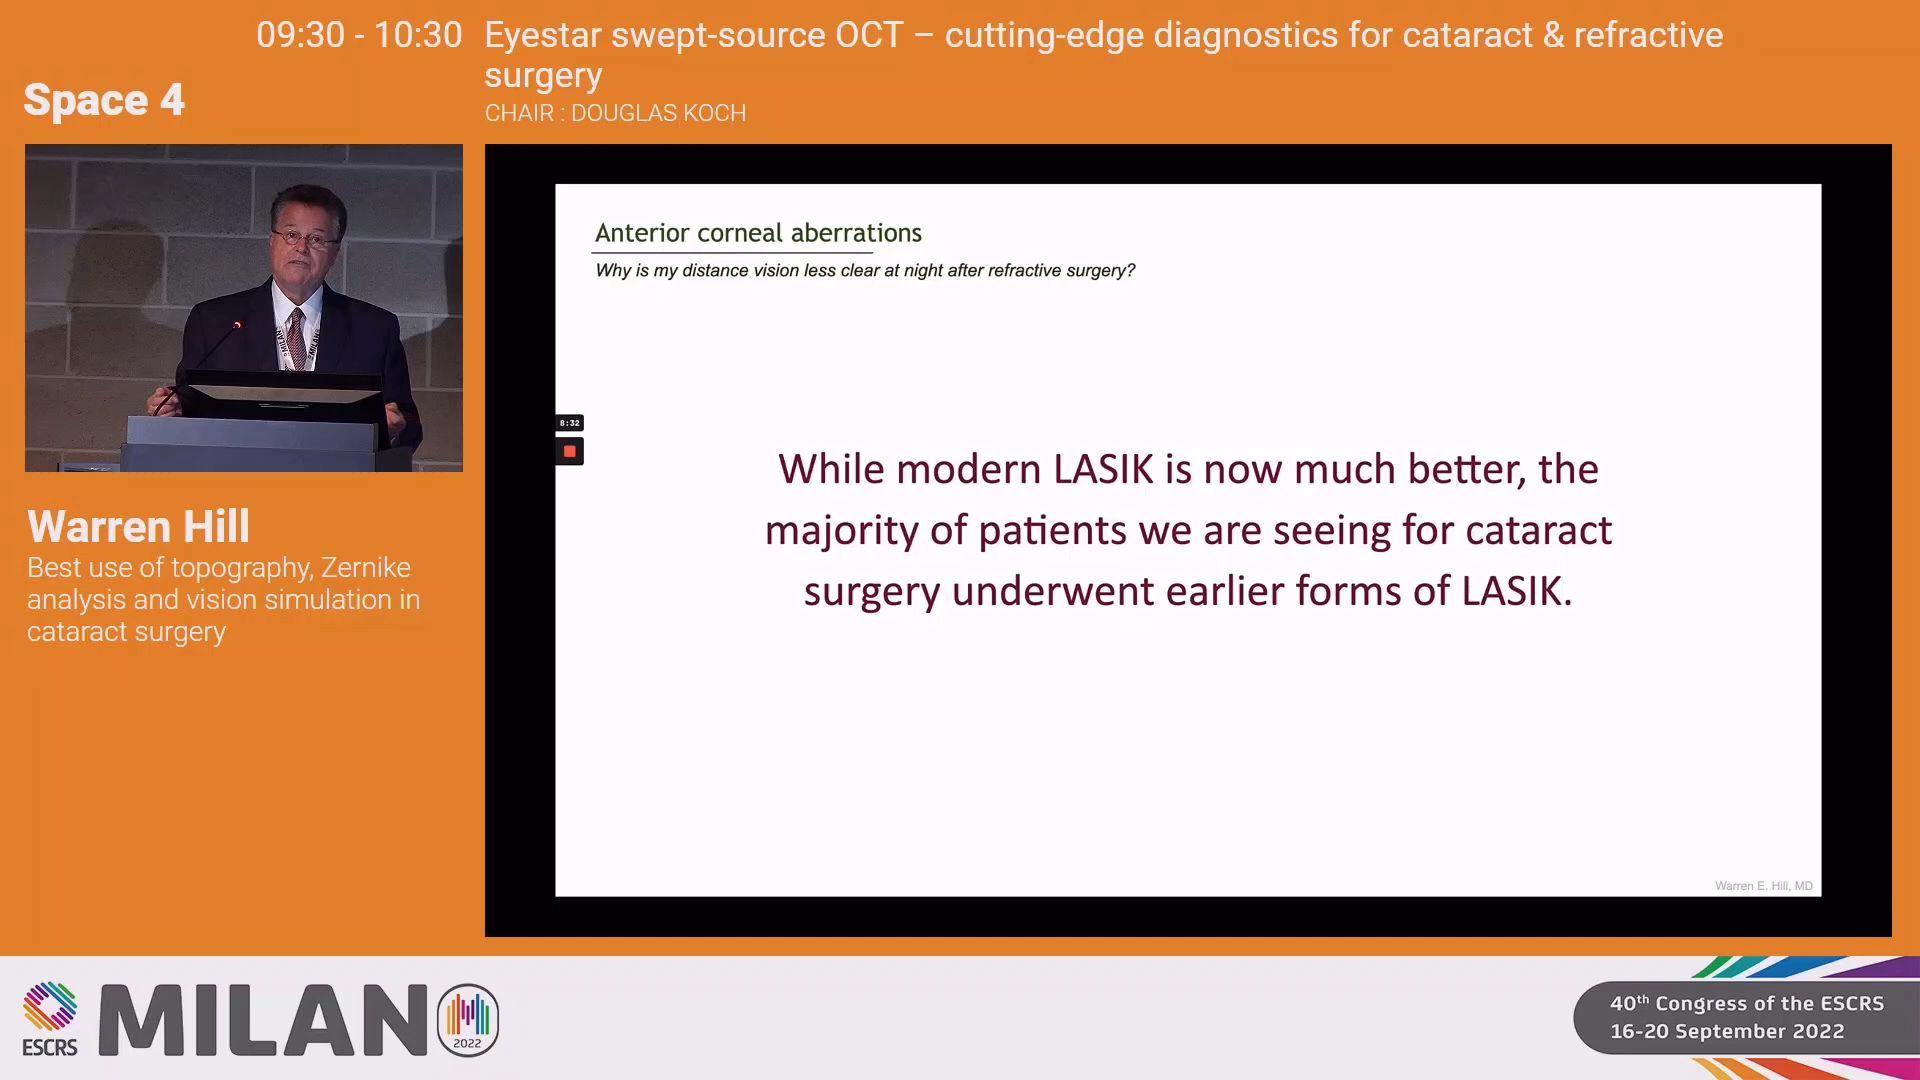 09:30 - 10:30
Eyestar swept-source OCT – cutting-edge diagnostics for cataract & refractive
surgery
CHAIR : DOUGLAS KOCH
Space 4
Anterior corneal aberrations
Why is my distance vision less clear at night after refractive surgery?
8:32
While modern LASIK is now much better, the
majority of patients we are seeing for cataract
surgery underwent earlier forms of LASIK.
Warren E. Hill, MD
MILAN
MILAN
Warren Hill
Best use of topography, Zernike
analysis and vision simulation in
cataract surgery
ESCRS
MILANO
2022
40th Congress of the ESCRS
16-20 September 2022